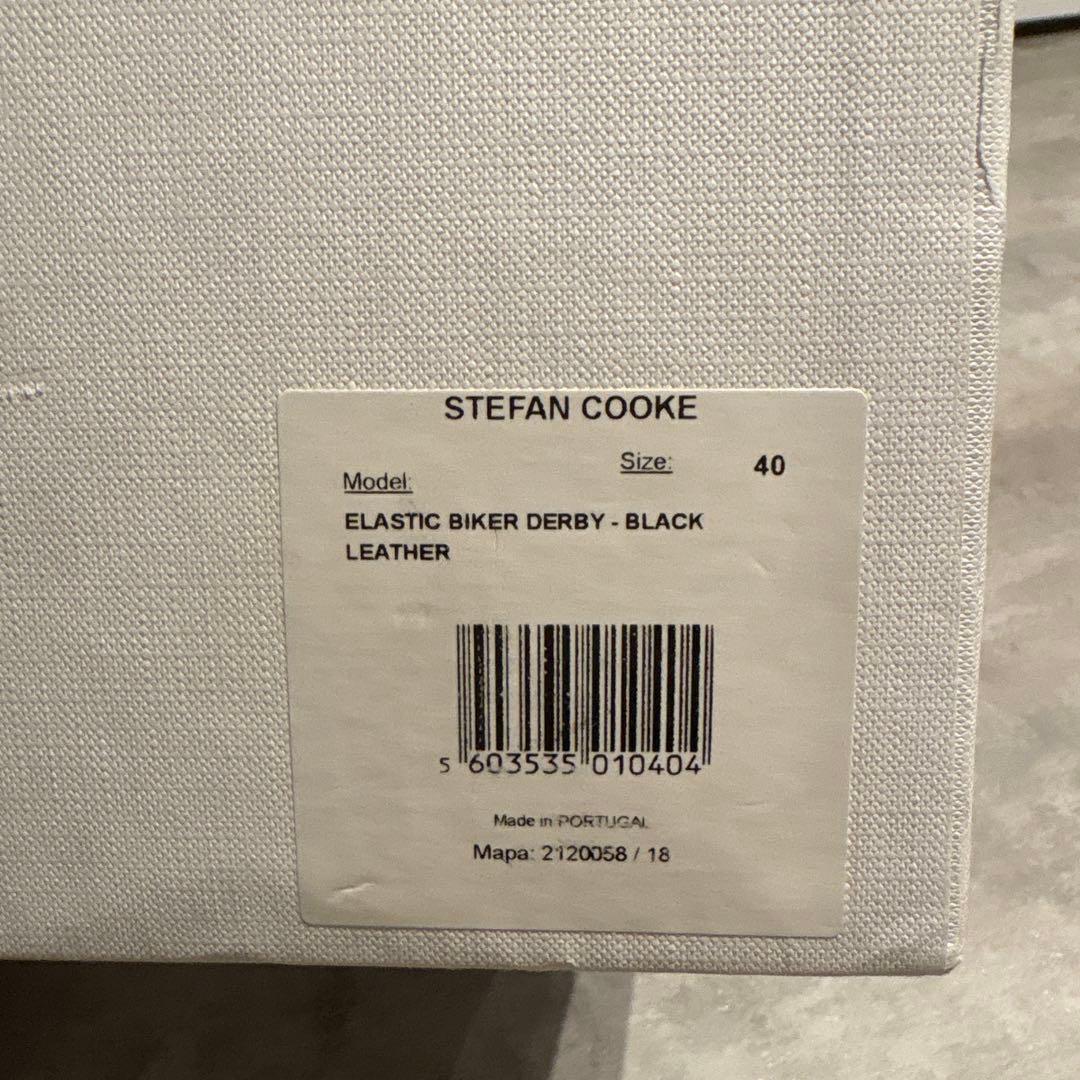 STEFAN COOKE
Size: 40
Model:
ELASTIC BIKER DERBY - BLACK
LEATHER
5 603535 010404
Made in PORTUGAL
Mapa: 2120058 / 18